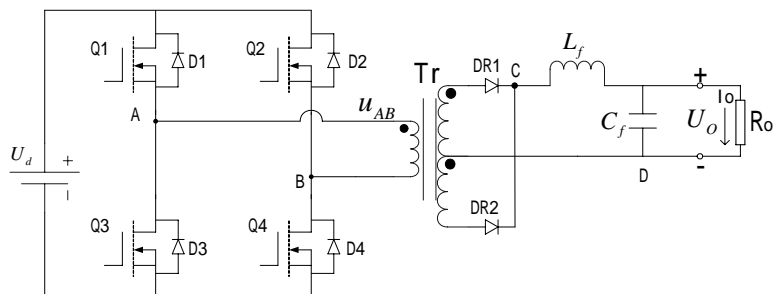 Q1
D1
Q2
D2
Tr
DR1
C
L_f
+
A
u_AB
C_f
Io
U_O
Ro
U_d
+
B
D
-
Q3
D3
Q4
D4
DR2